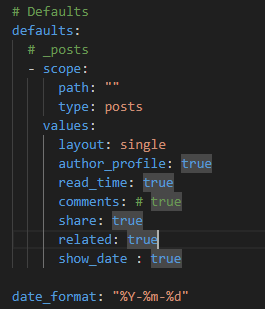 # Defaults
defaults:
  # _posts
  - scope:
      path: ""
      type: posts
    values:
      layout: single
      author_profile: true
      read_time: true
      comments: # true
      share: true
      related: true
      show_date : true

date_format: "%Y-%m-%d"